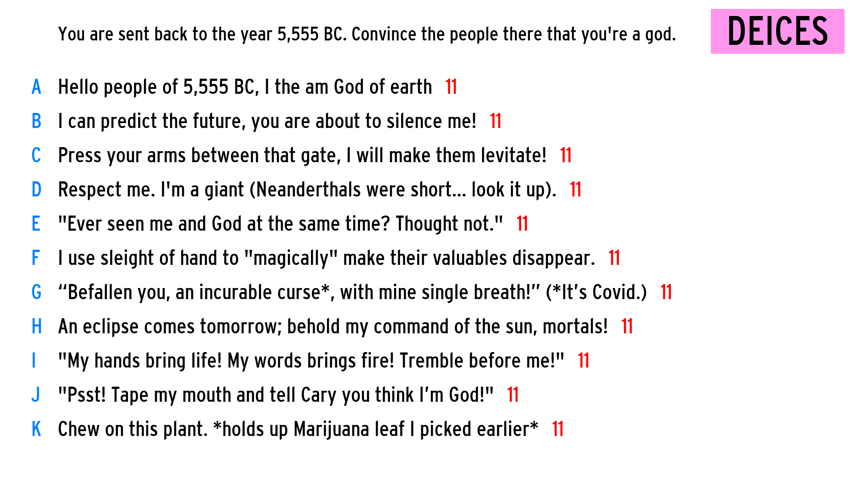 You are sent back to the year 5,555 BC. Convince the people there that you're a god.
DEICES
A Hello people of 5,555 BC, I the am God of earth 11
B I can predict the future, you are about to silence me! 11
C Press your arms between that gate, I will make them levitate! 11
D Respect me. I'm a giant (Neanderthals were short... look it up). 11
E "Ever seen me and God at the same time? Thought not." 11
F I use sleight of hand to "magically" make their valuables disappear. 11
G “Befallen you, an incurable curse*, with mine single breath!” (*It’s Covid.) 11
H An eclipse comes tomorrow; behold my command of the sun, mortals! 11
I "My hands bring life! My words brings fire! Tremble before me!" 11
J "Psst! Tape my mouth and tell Cary you think I’m God!" 11
K Chew on this plant. *holds up Marijuana leaf I picked earlier* 11